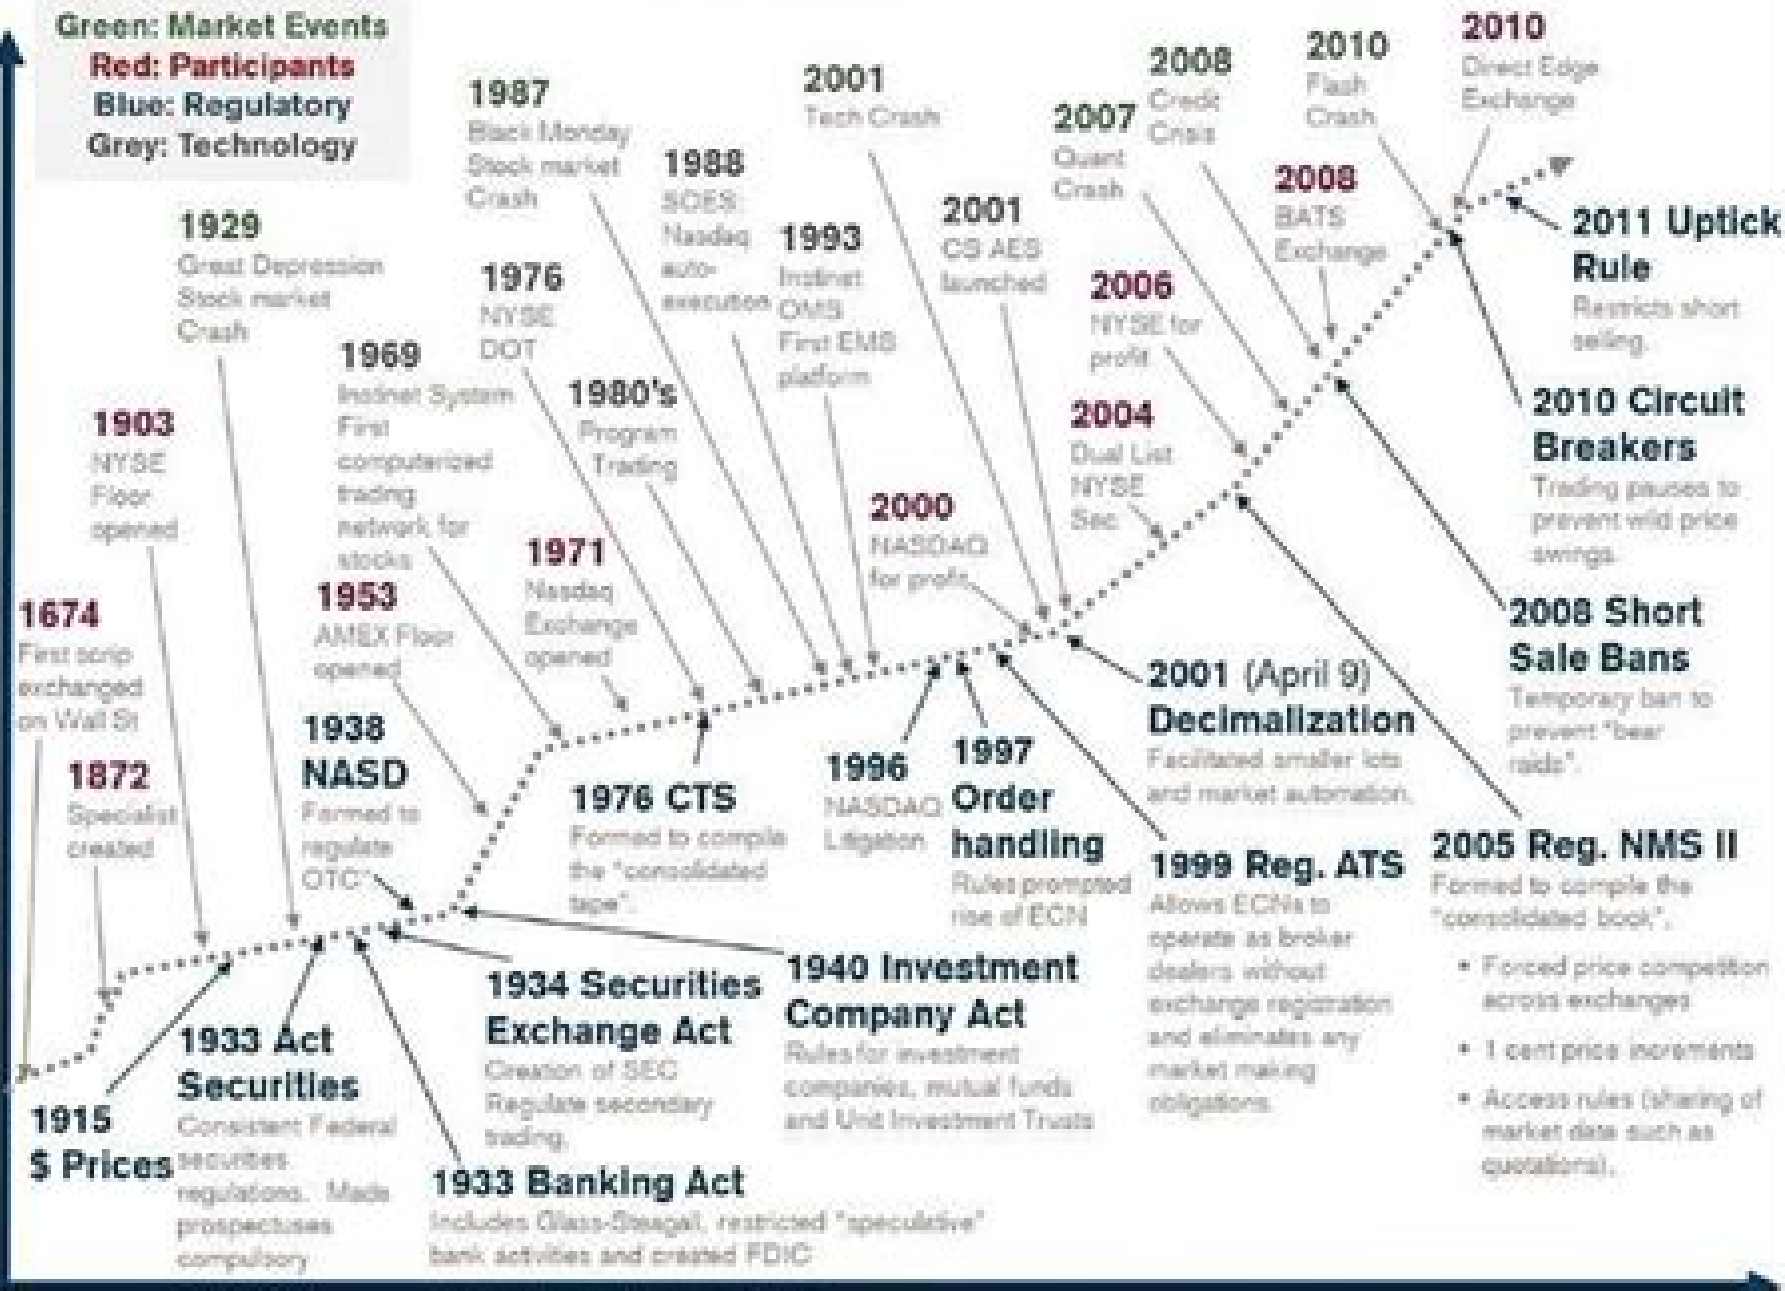 Green: Market Events
Red: Participants
Blue: Regulatory
Grey: Technology
1674
First scrip
exchanged
on Wall St
1872
Specialist
created
1903
NYSE
Floor
opened
1929
Great Depression
Stock market
Crash
1953
AMEX Floor
opened
1969
Instinet System
First
computerized
trading
network for
stocks
1971
Nasdaq
Exchange
opened
1976
NYSE
DOT
1980's
Program
Trading
1987
Black Monday
Stock market
Crash
1988
SOES:
Nasdaq
auto-
execution
1993
Instinet
OMS
First EMS
platform
2000
NASDAQ
for profit
2001
Tech Crash
2001
CS AES
launched
2004
Dual List
NYSE
Sec
2006
NYSE for
profit
2007
Quant
Crash
2008
Credit
Crisis
2008
BATS
Exchange
2010
Flash
Crash
2010
Direct Edge
Exchange
1915
$ Prices
1933 Act
Securities
Consistent Federal
securities
regulations. Made
prospectuses
compulsory
1933 Banking Act
Includes Glass-Steagall, restricted "speculative"
bank activities and created FDIC
1934 Securities
Exchange Act
Creation of SEC
Regulate secondary
trading.
1938
NASD
Formed to
regulate
OTC"
1940 Investment
Company Act
Rules for investment
companies, mutual funds
and Unit Investment Trusts
1976 CTS
Formed to compile
the "consolidated
tape".
1996
NASDAQ
Litigation
1997
Order
handling
Rules prompted
rise of ECN
1999 Reg. ATS
Allows ECNs to
operate as broker
dealers without
exchange registration
and eliminates any
market making
obligations.
2001 (April 9)
Decimalization
Facilitated smaller lots
and market automation.
2005 Reg. NMS II
Formed to compile the
"consolidated book".
• Forced price competition
across exchanges
• 1 cent price increments
• Access rules (sharing of
market data such as
quotations).
2008 Short
Sale Bans
Temporary ban to
prevent "bear
raids".
2010 Circuit
Breakers
Trading pauses to
prevent wild price
swings.
2011 Uptick
Rule
Restricts short
selling.